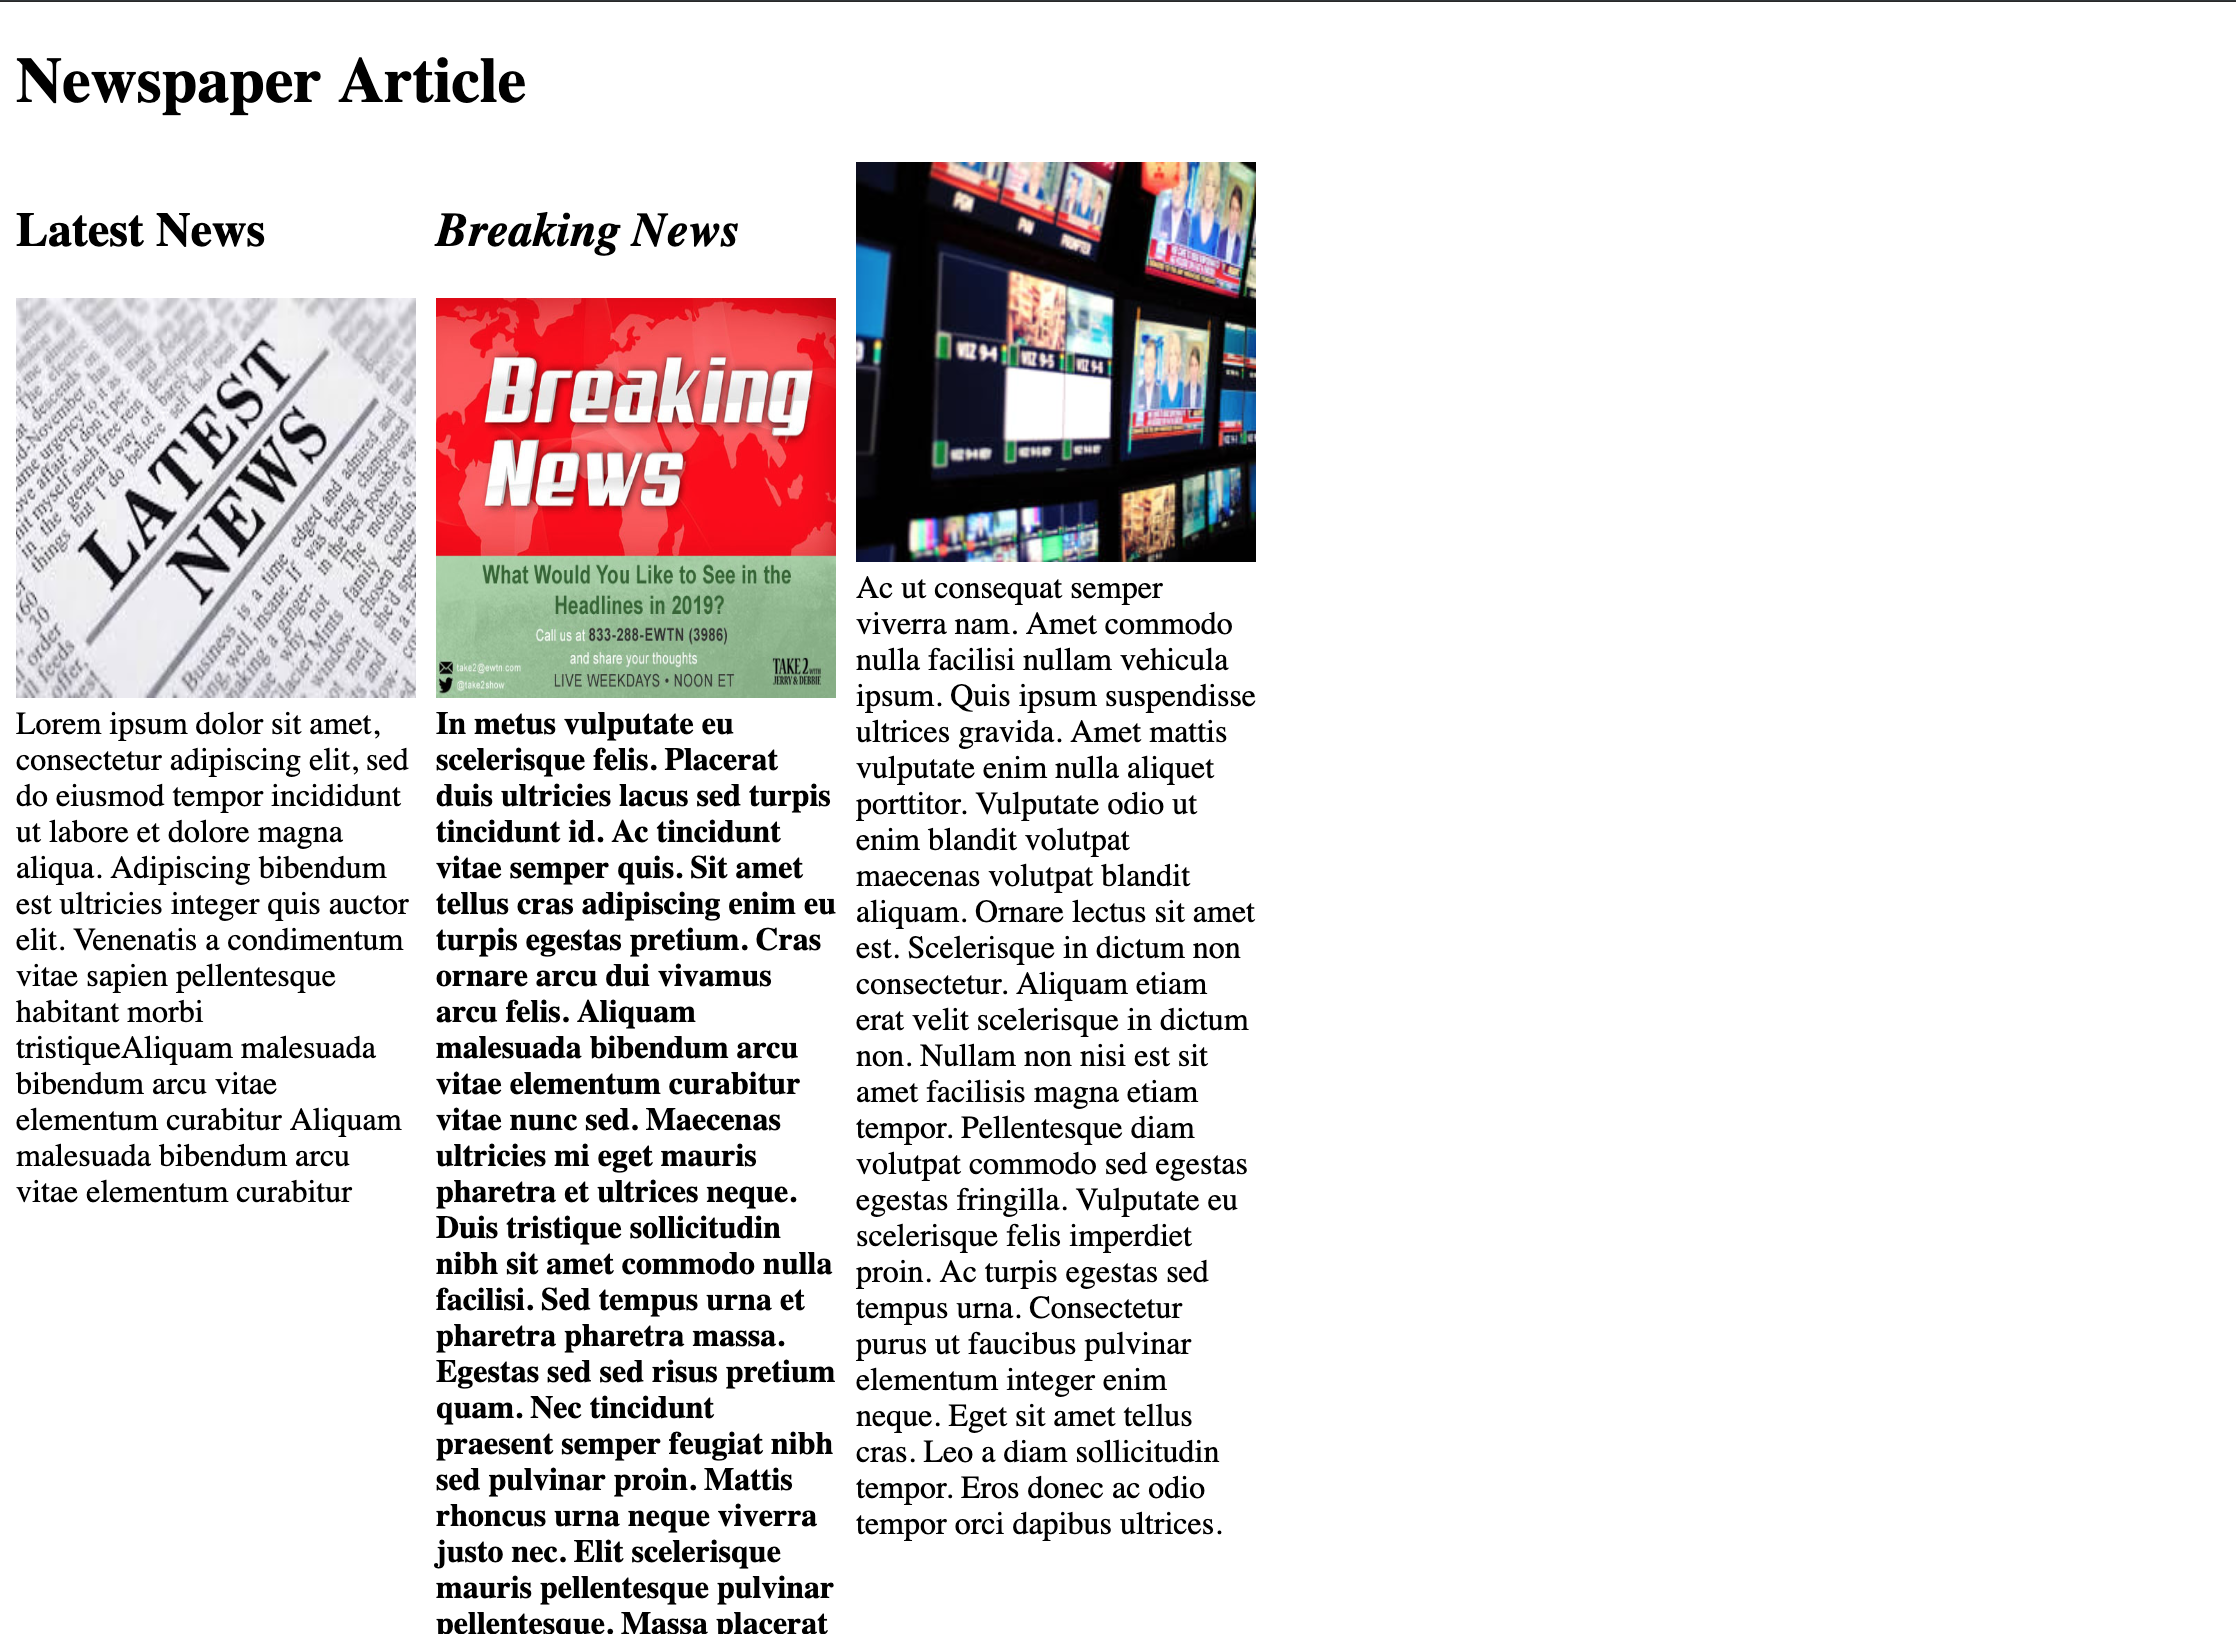 Newspaper Article
Latest News
LATEST
NEWS
Lorem ipsum dolor sit amet,
consectetur adipiscing elit, sed
do eiusmod tempor incididunt
ut labore et dolore magna
aliqua. Adipiscing bibendum
est ultricies integer quis auctor
elit. Venenatis a condimentum
vitae sapien pellentesque
habitant morbi
tristiqueAliquam malesuada
bibendum arcu vitae
elementum curabitur Aliquam
malesuada bibendum arcu
vitae elementum curabitur
Breaking News
Breaking
News
What Would You Like to See in the
Headlines in 2019?
Call us at 833-288-EWTN (3986)
and share your thoughts
take2@ewtn.com
@take2show
LIVE WEEKDAYS • NOON ET
TAKE 2 WITH
JERRY & DEBBIE
In metus vulputate eu
scelerisque felis. Placerat
duis ultricies lacus sed turpis
tincidunt id. Ac tincidunt
vitae semper quis. Sit amet
tellus cras adipiscing enim eu
turpis egestas pretium. Cras
ornare arcu dui vivamus
arcu felis. Aliquam
malesuada bibendum arcu
vitae elementum curabitur
vitae nunc sed. Maecenas
ultricies mi eget mauris
pharetra et ultrices neque.
Duis tristique sollicitudin
nibh sit amet commodo nulla
facilisi. Sed tempus urna et
pharetra pharetra massa.
Egestas sed sed risus pretium
quam. Nec tincidunt
praesent semper feugiat nibh
sed pulvinar proin. Mattis
rhoncus urna neque viverra
justo nec. Elit scelerisque
mauris pellentesque pulvinar
pellentesque. Massa placerat
VIZ 9-4
VIZ 9-5
VIZ 9-6
Ac ut consequat semper
viverra nam. Amet commodo
nulla facilisi nullam vehicula
ipsum. Quis ipsum suspendisse
ultrices gravida. Amet mattis
vulputate enim nulla aliquet
porttitor. Vulputate odio ut
enim blandit volutpat
maecenas volutpat blandit
aliquam. Ornare lectus sit amet
est. Scelerisque in dictum non
consectetur. Aliquam etiam
erat velit scelerisque in dictum
non. Nullam non nisi est sit
amet facilisis magna etiam
tempor. Pellentesque diam
volutpat commodo sed egestas
egestas fringilla. Vulputate eu
scelerisque felis imperdiet
proin. Ac turpis egestas sed
tempus urna. Consectetur
purus ut faucibus pulvinar
elementum integer enim
neque. Eget sit amet tellus
cras. Leo a diam sollicitudin
tempor. Eros donec ac odio
tempor orci dapibus ultrices.